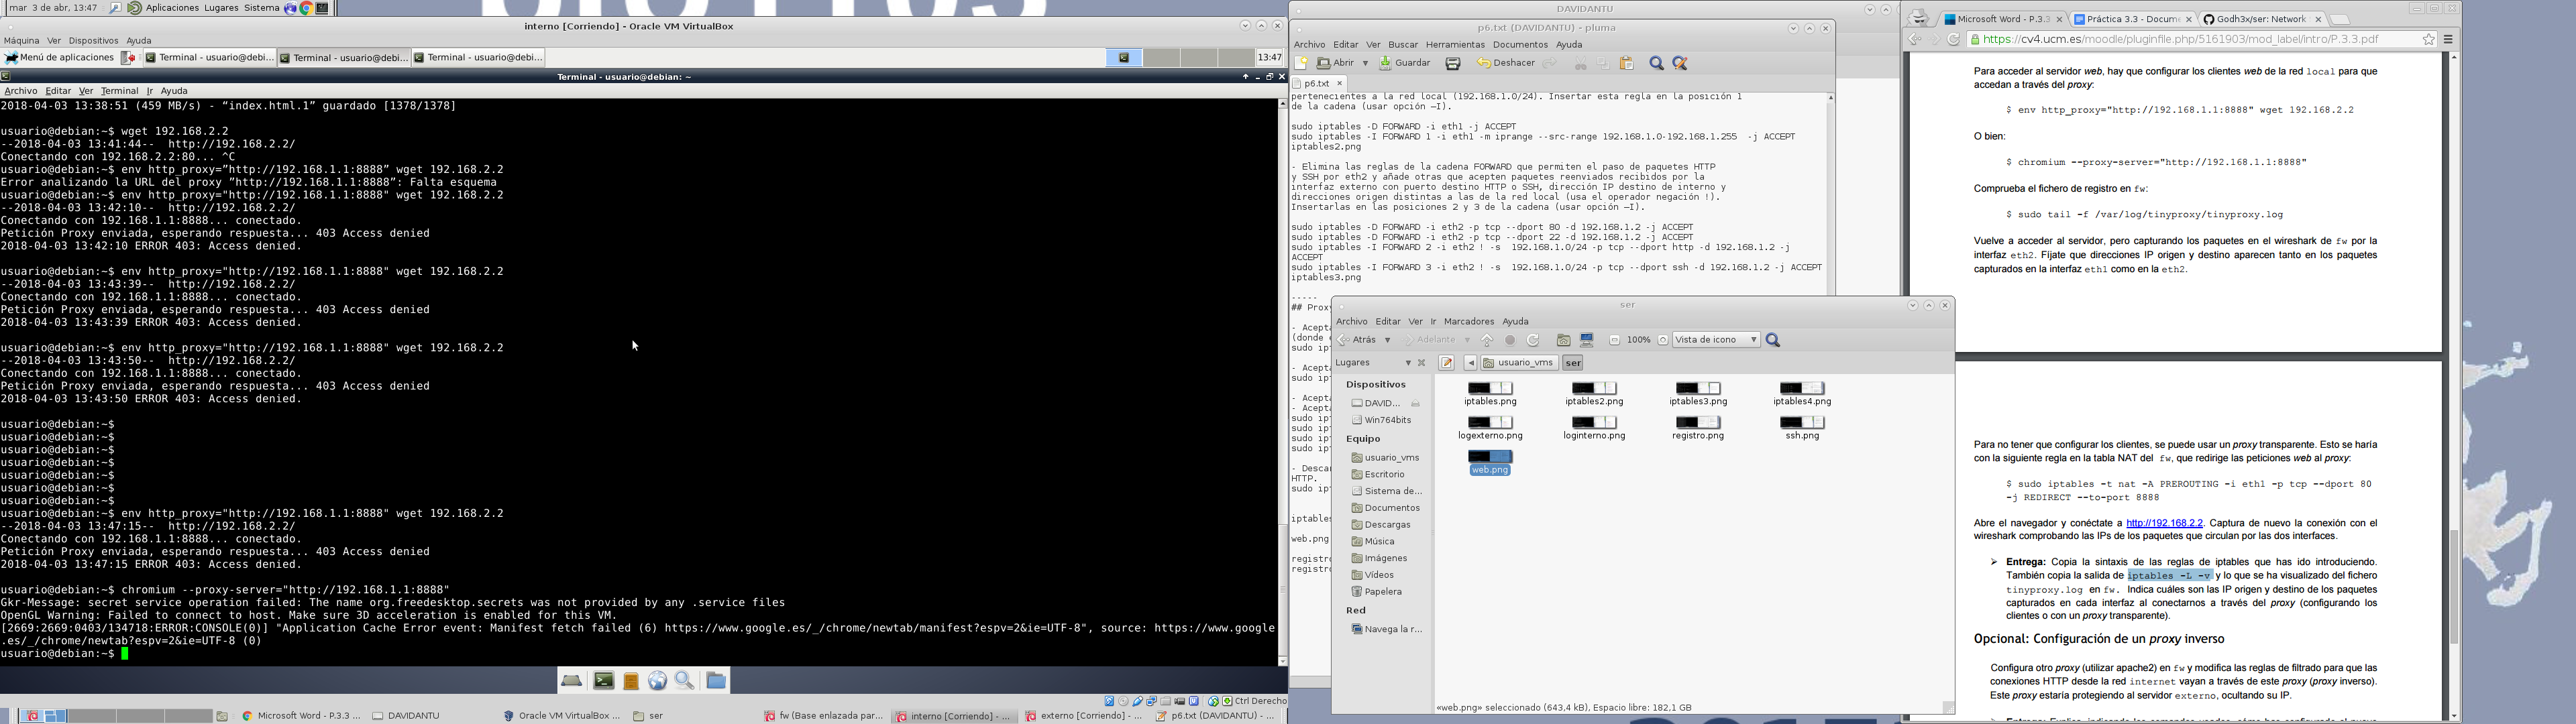 mar 3 de abr, 13:47 Aplicaciones Lugares Sistema
interno [Corriendo] - Oracle VM VirtualBox
Máquina Ver Dispositivos Ayuda
Menú de aplicaciones Terminal - usuario@debi... Terminal - usuario@debi... Terminal - usuario@debi... 13:47
Terminal - usuario@debian: ~
Archivo Editar Ver Terminal Ir Ayuda
2018-04-03 13:38:51 (459 MB/s) - “index.html.1” guardado [1378/1378]
usuario@debian:~$ wget 192.168.2.2
--2018-04-03 13:41:44--  http://192.168.2.2/
Conectando con 192.168.2.2:80... ^C
usuario@debian:~$ env http_proxy=”http://192.168.1.1:8888” wget 192.168.2.2
Error analizando la URL del proxy ”http://192.168.1.1:8888”: Falta esquema
usuario@debian:~$ env http_proxy="http://192.168.1.1:8888" wget 192.168.2.2
--2018-04-03 13:42:10--  http://192.168.2.2/
Conectando con 192.168.1.1:8888... conectado.
Petición Proxy enviada, esperando respuesta... 403 Access denied
2018-04-03 13:42:10 ERROR 403: Access denied.
usuario@debian:~$ env http_proxy="http://192.168.1.1:8888" wget 192.168.2.2
--2018-04-03 13:43:39--  http://192.168.2.2/
Conectando con 192.168.1.1:8888... conectado.
Petición Proxy enviada, esperando respuesta... 403 Access denied
2018-04-03 13:43:39 ERROR 403: Access denied.
usuario@debian:~$ env http_proxy="http://192.168.1.1:8888" wget 192.168.2.2
--2018-04-03 13:43:50--  http://192.168.2.2/
Conectando con 192.168.1.1:8888... conectado.
Petición Proxy enviada, esperando respuesta... 403 Access denied
2018-04-03 13:43:50 ERROR 403: Access denied.
usuario@debian:~$
usuario@debian:~$
usuario@debian:~$
usuario@debian:~$
usuario@debian:~$
usuario@debian:~$
usuario@debian:~$
usuario@debian:~$ env http_proxy="http://192.168.1.1:8888" wget 192.168.2.2
--2018-04-03 13:47:15--  http://192.168.2.2/
Conectando con 192.168.1.1:8888... conectado.
Petición Proxy enviada, esperando respuesta... 403 Access denied
2018-04-03 13:47:15 ERROR 403: Access denied.
usuario@debian:~$ chromium --proxy-server="http://192.168.1.1:8888"
Gkr-Message: secret service operation failed: The name org.freedesktop.secrets was not provided by any .service files
OpenGL Warning: Failed to connect to host. Make sure 3D acceleration is enabled for this VM.
[2669:2669:0403/134718:ERROR:CONSOLE(0)] "Application Cache Error event: Manifest fetch failed (6) https://www.google.es/_/chrome/newtab/manifest?espv=2&ie=UTF-8", source: https://www.google
.es/_/chrome/newtab?espv=2&ie=UTF-8 (0)
usuario@debian:~$
Ctrl Derecho
Microsoft Word - P.3.3 ... DAVIDANTU Oracle VM VirtualBox ... ser fw (Base enlazada par... interno [Corriendo] - ... externo [Corriendo] - ... p6.txt (DAVIDANTU) - ...
DAVIDANTU
p6.txt (DAVIDANTU) - pluma
Archivo Editar Ver Buscar Herramientas Documentos Ayuda
Abrir Guardar Deshacer
p6.txt
pertenecientes a la red local (192.168.1.0/24). Insertar esta regla en la posición 1
de la cadena (usar opción –I).
sudo iptables -D FORWARD -i eth1 -j ACCEPT
sudo iptables -I FORWARD 1 -i eth1 -m iprange --src-range 192.168.1.0-192.168.1.255  -j ACCEPT
iptables2.png
- Elimina las reglas de la cadena FORWARD que permiten el paso de paquetes HTTP
y SSH por eth2 y añade otras que acepten paquetes reenviados recibidos por la
interfaz externo con puerto destino HTTP o SSH, dirección IP destino de interno y
direcciones origen distintas a las de la red local (usa el operador negación !).
Insertarlas en las posiciones 2 y 3 de la cadena (usar opción –I).
sudo iptables -D FORWARD -i eth2 -p tcp --dport 80 -d 192.168.1.2 -j ACCEPT
sudo iptables -D FORWARD -i eth2 -p tcp --dport 22 -d 192.168.1.2 -j ACCEPT
sudo iptables -I FORWARD 2 -i eth2 ! -s  192.168.1.0/24 -p tcp --dport http -d 192.168.1.2 -j
ACCEPT
sudo iptables -I FORWARD 3 -i eth2 ! -s  192.168.1.0/24 -p tcp --dport ssh -d 192.168.1.2 -j ACCEPT
iptables3.png
-----
## Prox
- Acepta
(donde
sudo ip
- Acepta
sudo ip
- Acepta
- Acepta
sudo ip
sudo ip
sudo ip
sudo ip
- Descar
HTTP.
sudo ip
iptables
web.png
registro
registro
ser
Archivo Editar Ver Ir Marcadores Ayuda
Atrás Adelante 100% Vista de icono
Lugares usuario_vms ser
Dispositivos
DAVID...
Win764bits
Equipo
usuario_vms
Escritorio
Sistema de...
Documentos
Descargas
Música
Imágenes
Vídeos
Papelera
Red
Navega la r...
iptables.png iptables2.png iptables3.png iptables4.png
logexterno.png loginterno.png registro.png ssh.png
web.png
«web.png» seleccionado (643,4 kB), Espacio libre: 182,1 GB
Microsoft Word - P.3.3 Práctica 3.3 - Docume Godh3x/ser: Network
https://cv4.ucm.es/moodle/pluginfile.php/5161903/mod_label/intro/P.3.3.pdf
Para acceder al servidor web, hay que configurar los clientes web de la red local para que
accedan a través del proxy:
$ env http_proxy="http://192.168.1.1:8888" wget 192.168.2.2
O bien:
$ chromium --proxy-server="http://192.168.1.1:8888"
Comprueba el fichero de registro en fw:
$ sudo tail -f /var/log/tinyproxy/tinyproxy.log
Vuelve a acceder al servidor, pero capturando los paquetes en el wireshark de fw por la
interfaz eth2. Fíjate que direcciones IP origen y destino aparecen tanto en los paquetes
capturados en la interfaz eth1 como en la eth2.
Para no tener que configurar los clientes, se puede usar un proxy transparente. Esto se haría
con la siguiente regla en la tabla NAT del fw, que redirige las peticiones web al proxy:
$ sudo iptables -t nat -A PREROUTING -i eth1 -p tcp --dport 80
-j REDIRECT --to-port 8888
Abre el navegador y conéctate a http://192.168.2.2. Captura de nuevo la conexión con el
wireshark comprobando las IPs de los paquetes que circulan por las dos interfaces.
➢ Entrega: Copia la sintaxis de las reglas de iptables que has ido introduciendo.
También copia la salida de iptables -L -v y lo que se ha visualizado del fichero
tinyproxy.log en fw. Indica cuáles son las IP origen y destino de los paquetes
capturados en cada interfaz al conectarnos a través del proxy (configurando los
clientes o con un proxy transparente).
Opcional: Configuración de un proxy inverso
Configura otro proxy (utilizar apache2) en fw y modifica las reglas de filtrado para que las
conexiones HTTP desde la red internet vayan a través de este proxy (proxy inverso).
Este proxy estaría protegiendo al servidor externo, ocultando su IP.